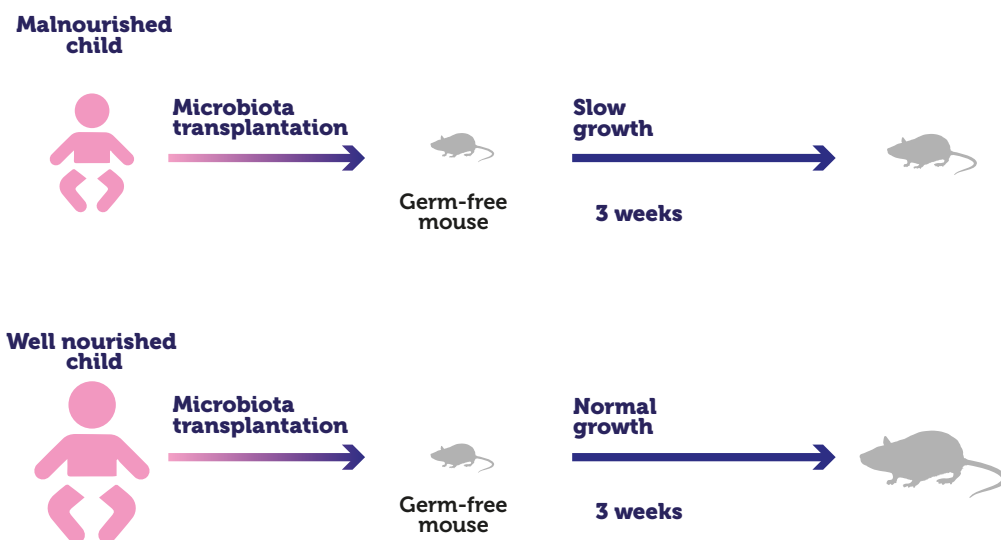 Malnourished
child
Microbiota
transplantation
Slow
growth
Germ-free
mouse
3 weeks
Well nourished
child
Microbiota
transplantation
Normal
growth
Germ-free
mouse
3 weeks